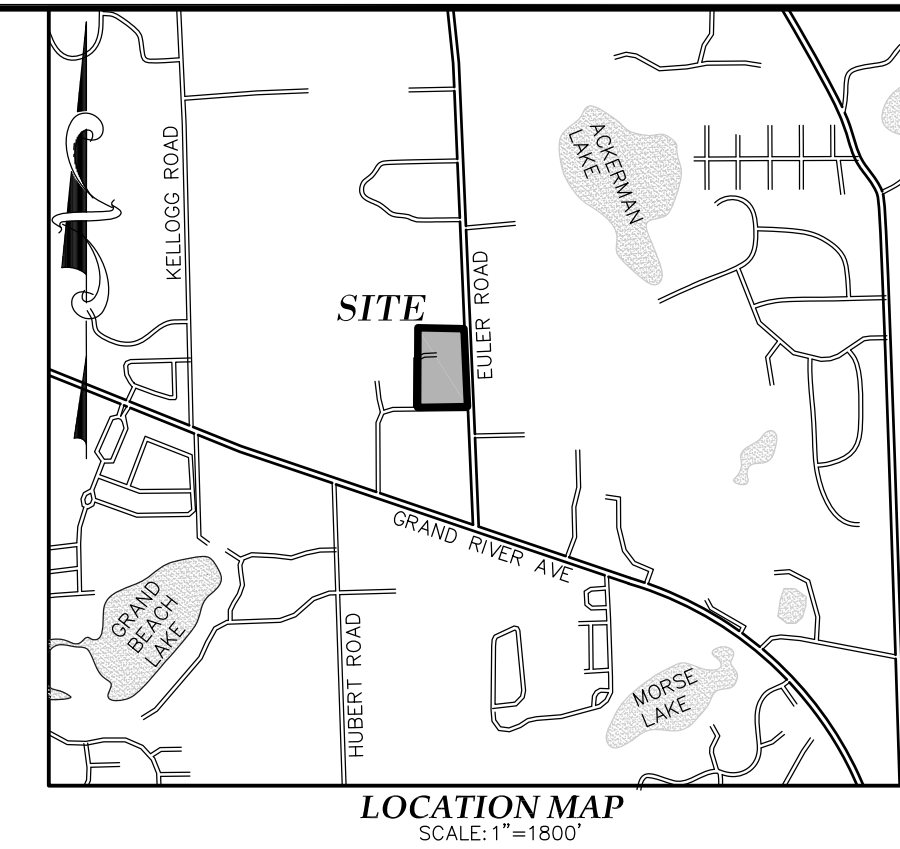 KELLOGG ROAD
ACKERMAN
LAKE
EULER ROAD
SITE
GRAND RIVER AVE
GRAND
BEACH
LAKE
HUBERT ROAD
MORSE
LAKE
LOCATION MAP
SCALE: 1"=1800'